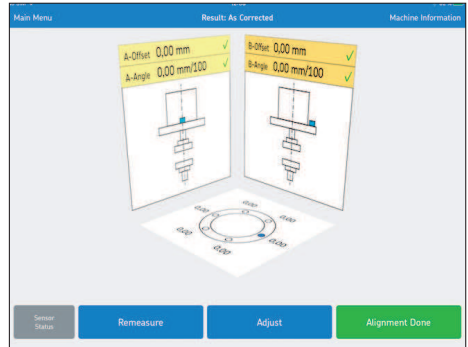 Main Menu
Result: As Corrected
Machine Information
A-Offset 0,00 mm ✓
A-Angle 0,00 mm/100 ✓
B-Offset 0,00 mm ✓
B-Angle 0,00 mm/100 ✓
0,00
0,00
0,00
0,00
0,00
Sensor
Status
Remeasure
Adjust
Alignment Done